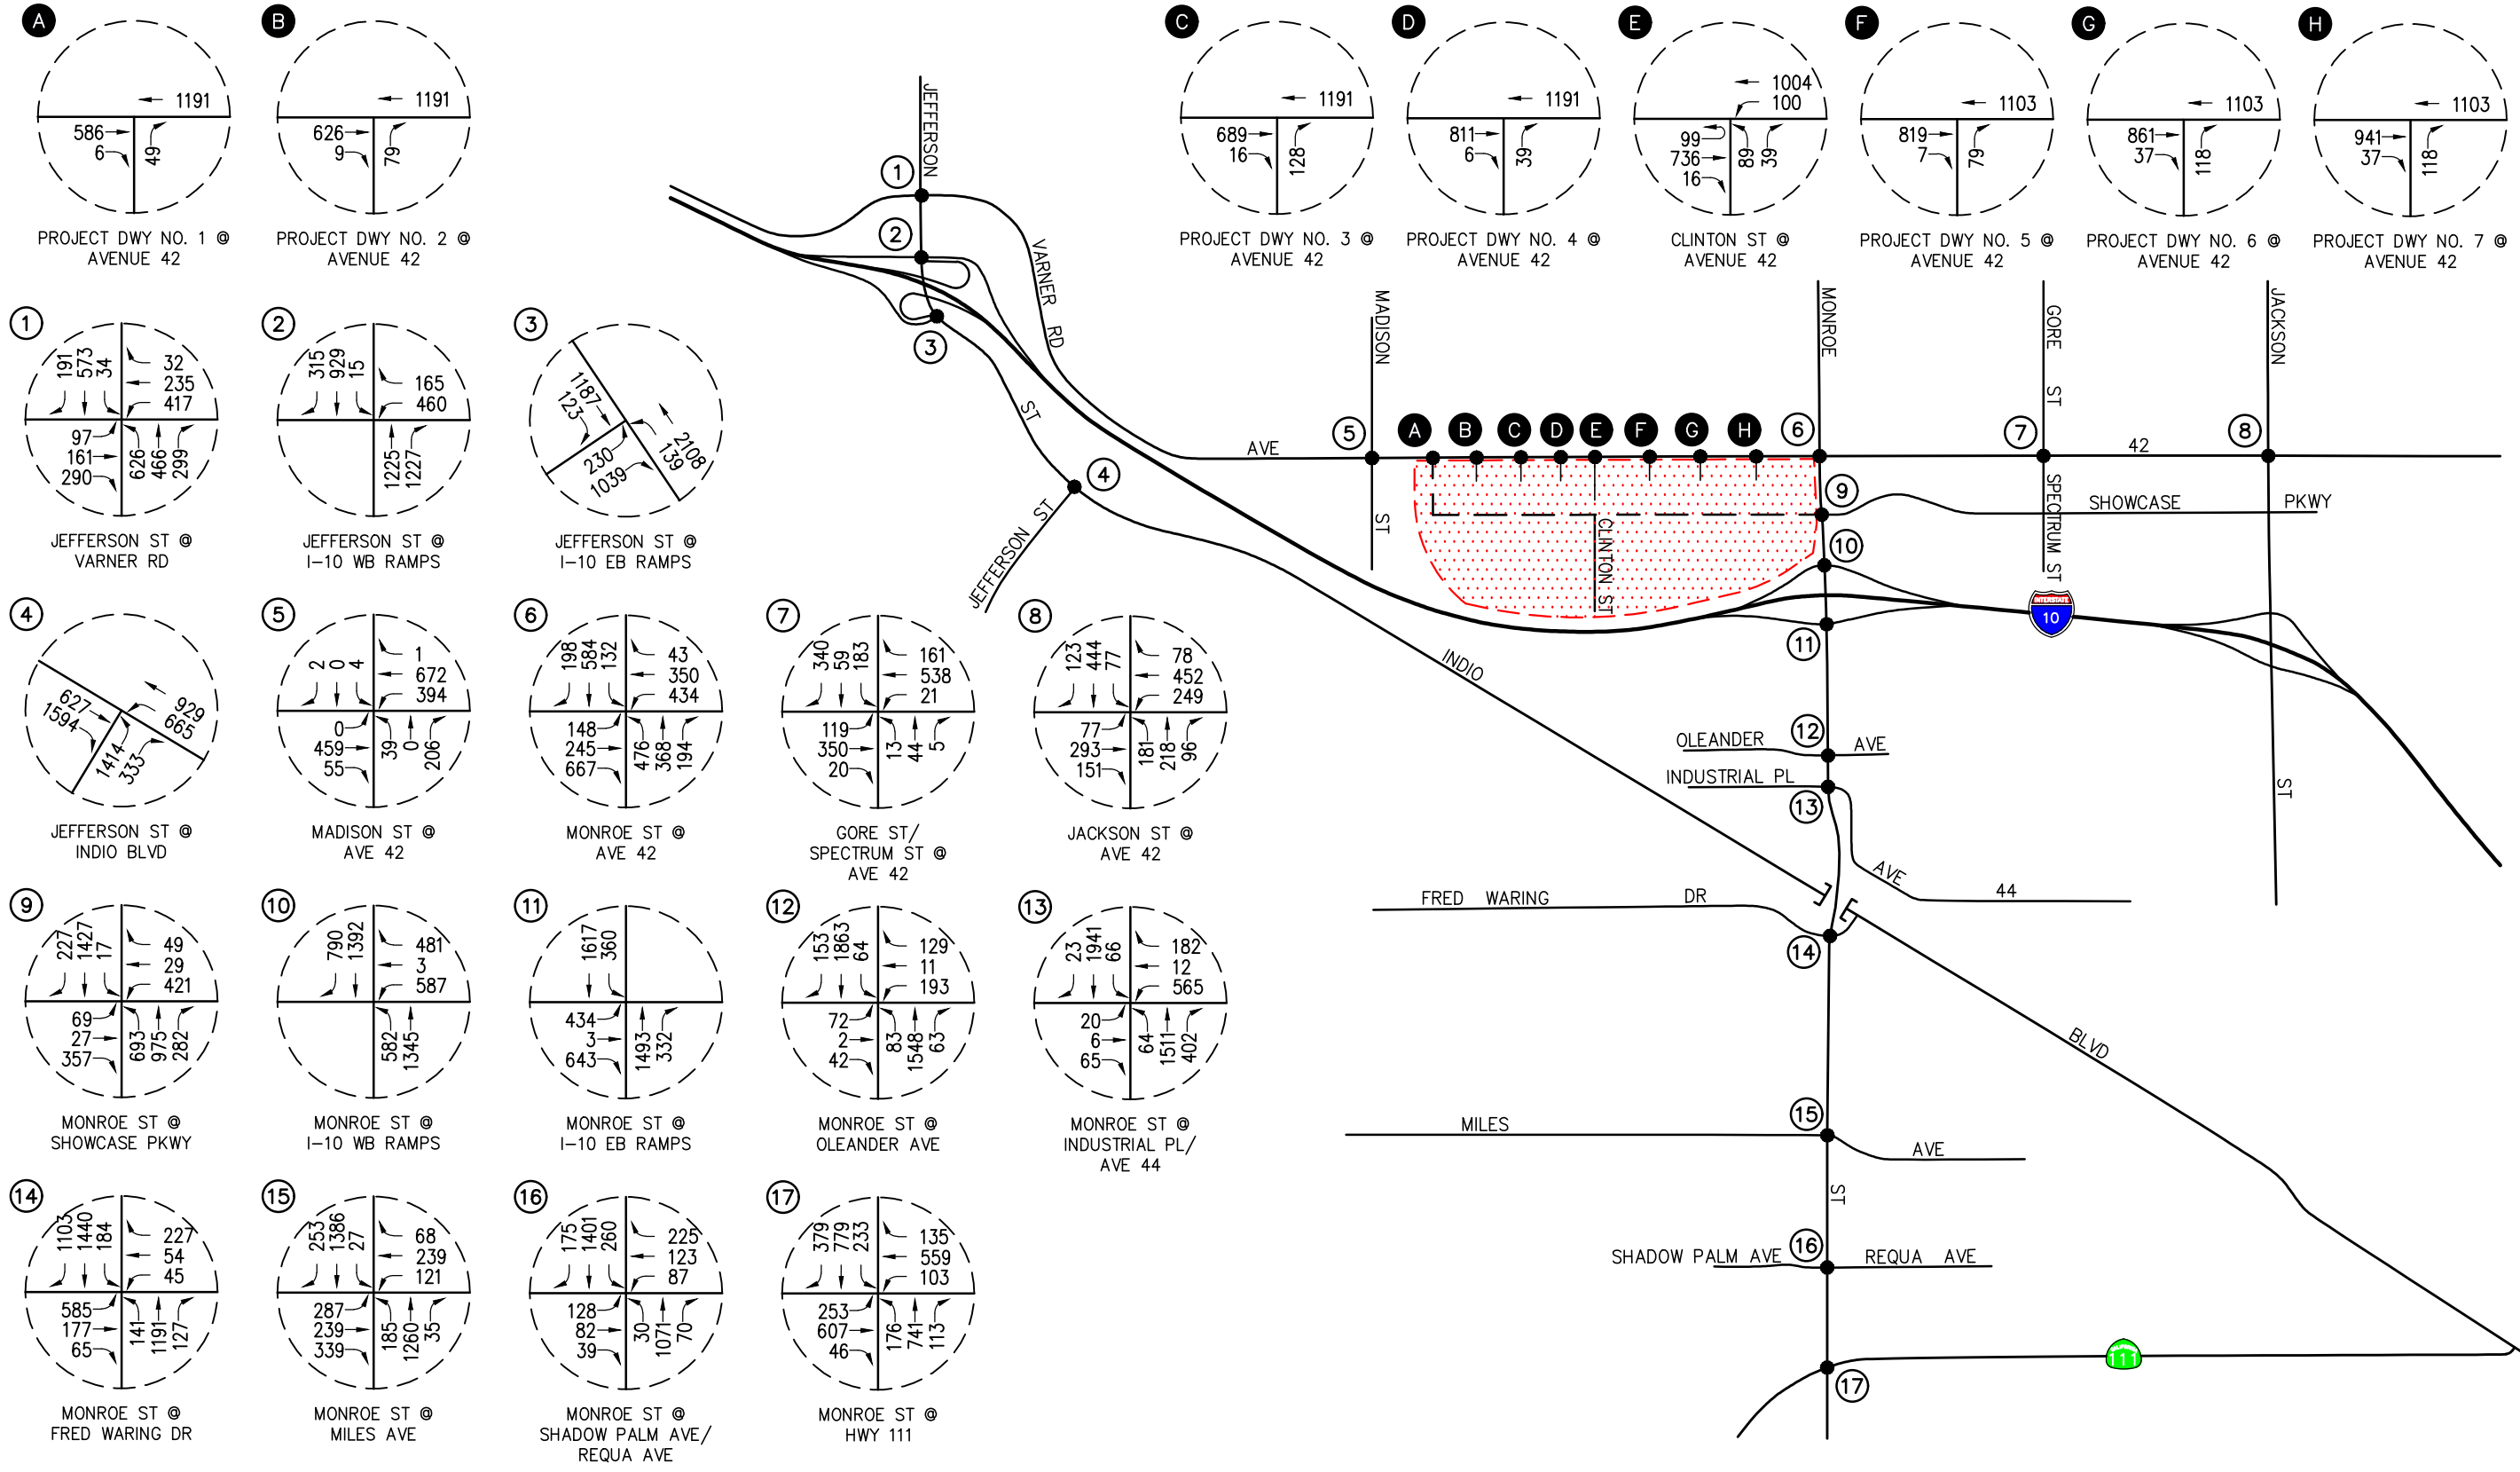 A
1191
586
6
49
PROJECT DWY NO. 1 @
AVENUE 42
B
1191
626
9
79
PROJECT DWY NO. 2 @
AVENUE 42
C
1191
689
16
128
PROJECT DWY NO. 3 @
AVENUE 42
D
1191
811
6
39
PROJECT DWY NO. 4 @
AVENUE 42
E
1004
100
99
736
16
89
39
CLINTON ST @
AVENUE 42
F
1103
819
7
79
PROJECT DWY NO. 5 @
AVENUE 42
G
1103
861
37
118
PROJECT DWY NO. 6 @
AVENUE 42
H
1103
941
37
118
PROJECT DWY NO. 7 @
AVENUE 42
1
191
573
34
32
235
417
97
161
290
626
466
299
JEFFERSON ST @
VARNER RD
2
315
929
15
165
460
1225
1227
JEFFERSON ST @
I-10 WB RAMPS
3
1187
123
2108
139
230
1039
JEFFERSON ST @
I-10 EB RAMPS
4
627
1594
929
665
1414
333
JEFFERSON ST @
INDIO BLVD
5
2
0
4
1
672
394
0
459
55
39
0
206
MADISON ST @
AVE 42
6
198
584
132
43
350
434
148
245
667
476
368
194
MONROE ST @
AVE 42
7
340
59
183
161
538
21
119
350
20
13
44
5
GORE ST/
SPECTRUM ST @
AVE 42
8
123
444
77
78
452
249
77
293
151
181
218
96
JACKSON ST @
AVE 42
9
227
1427
17
49
29
421
69
27
357
693
975
282
MONROE ST @
SHOWCASE PKWY
10
790
1392
481
3
587
582
1345
MONROE ST @
I-10 WB RAMPS
11
1617
360
434
3
643
1493
332
MONROE ST @
I-10 EB RAMPS
12
153
1863
64
129
11
193
72
2
42
83
1548
63
MONROE ST @
OLEANDER AVE
13
23
1941
66
182
12
565
20
6
65
64
1511
402
MONROE ST @
INDUSTRIAL PL/
AVE 44
14
1103
1440
184
227
54
45
585
177
65
141
1191
127
MONROE ST @
FRED WARING DR
15
253
1386
27
68
239
121
287
239
339
185
1260
35
MONROE ST @
MILES AVE
16
175
1401
260
225
123
87
128
82
39
30
1071
70
MONROE ST @
SHADOW PALM AVE/
REQUA AVE
17
379
779
233
135
559
103
253
607
46
176
741
113
MONROE ST @
HWY 111
JEFFERSON
1
2
3
VARNER RD
ST
4
JEFFERSON ST
MADISON
ST
MONROE
GORE ST
JACKSON
AVE
5
A
B
C
D
E
F
G
H
6
7
42
8
9
SHOWCASE PKWY
SPECTRUM ST
CLINTON ST
10
INTERSTATE
10
11
INDIO
12
OLEANDER AVE
INDUSTRIAL PL
13
ST
AVE 44
FRED WARING DR
14
BLVD
15
MILES
AVE
ST
16
SHADOW PALM AVE
REQUA AVE
111
17